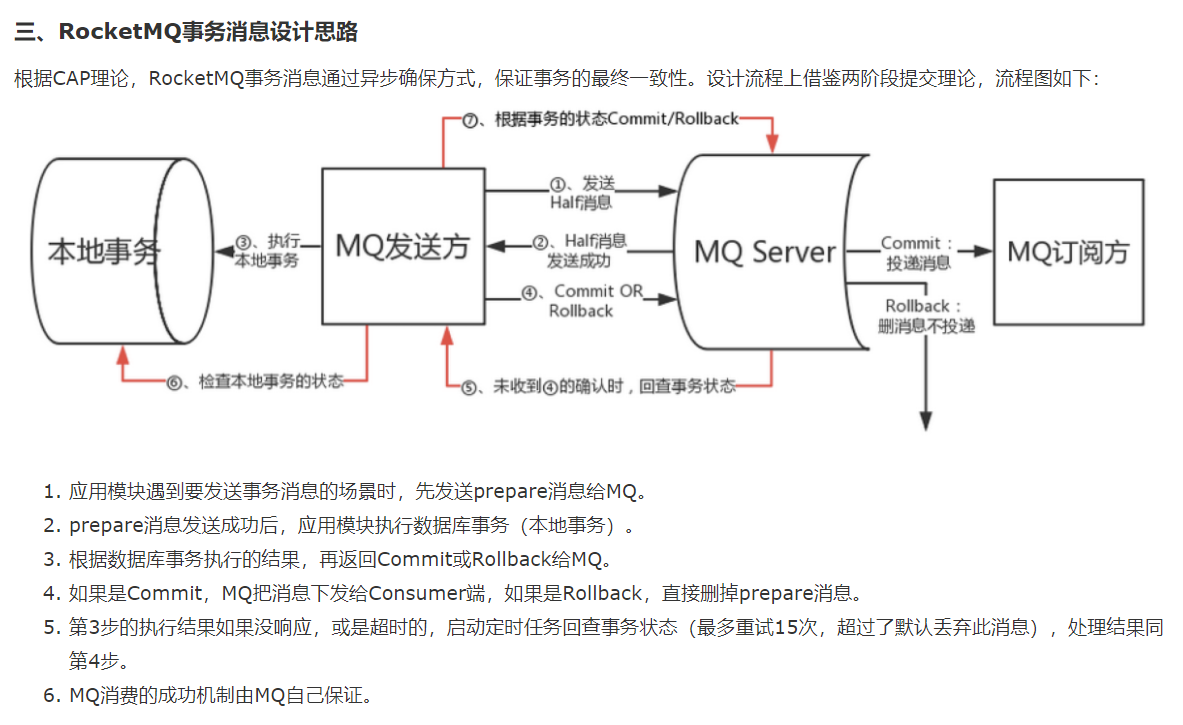 三、RocketMQ事务消息设计思路
根据CAP理论，RocketMQ事务消息通过异步确保方式，保证事务的最终一致性。设计流程上借鉴两阶段提交理论，流程图如下：
⑦、根据事务的状态Commit/Rollback
①、发送
Half消息
本地事务
③、执行
本地事务
MQ发送方
②、Half消息
发送成功
MQ Server
Commit：
投递消息
MQ订阅方
④、Commit OR
Rollback
Rollback：
删消息不投递
⑥、检查本地事务的状态
⑤、未收到④的确认时，回查事务状态
1. 应用模块遇到要发送事务消息的场景时，先发送prepare消息给MQ。
2. prepare消息发送成功后，应用模块执行数据库事务（本地事务）。
3. 根据数据库事务执行的结果，再返回Commit或Rollback给MQ。
4. 如果是Commit，MQ把消息下发给Consumer端，如果是Rollback，直接删掉prepare消息。
5. 第3步的执行结果如果没响应，或是超时的，启动定时任务回查事务状态（最多重试15次，超过了默认丢弃此消息），处理结果同
第4步。
6. MQ消费的成功机制由MQ自己保证。